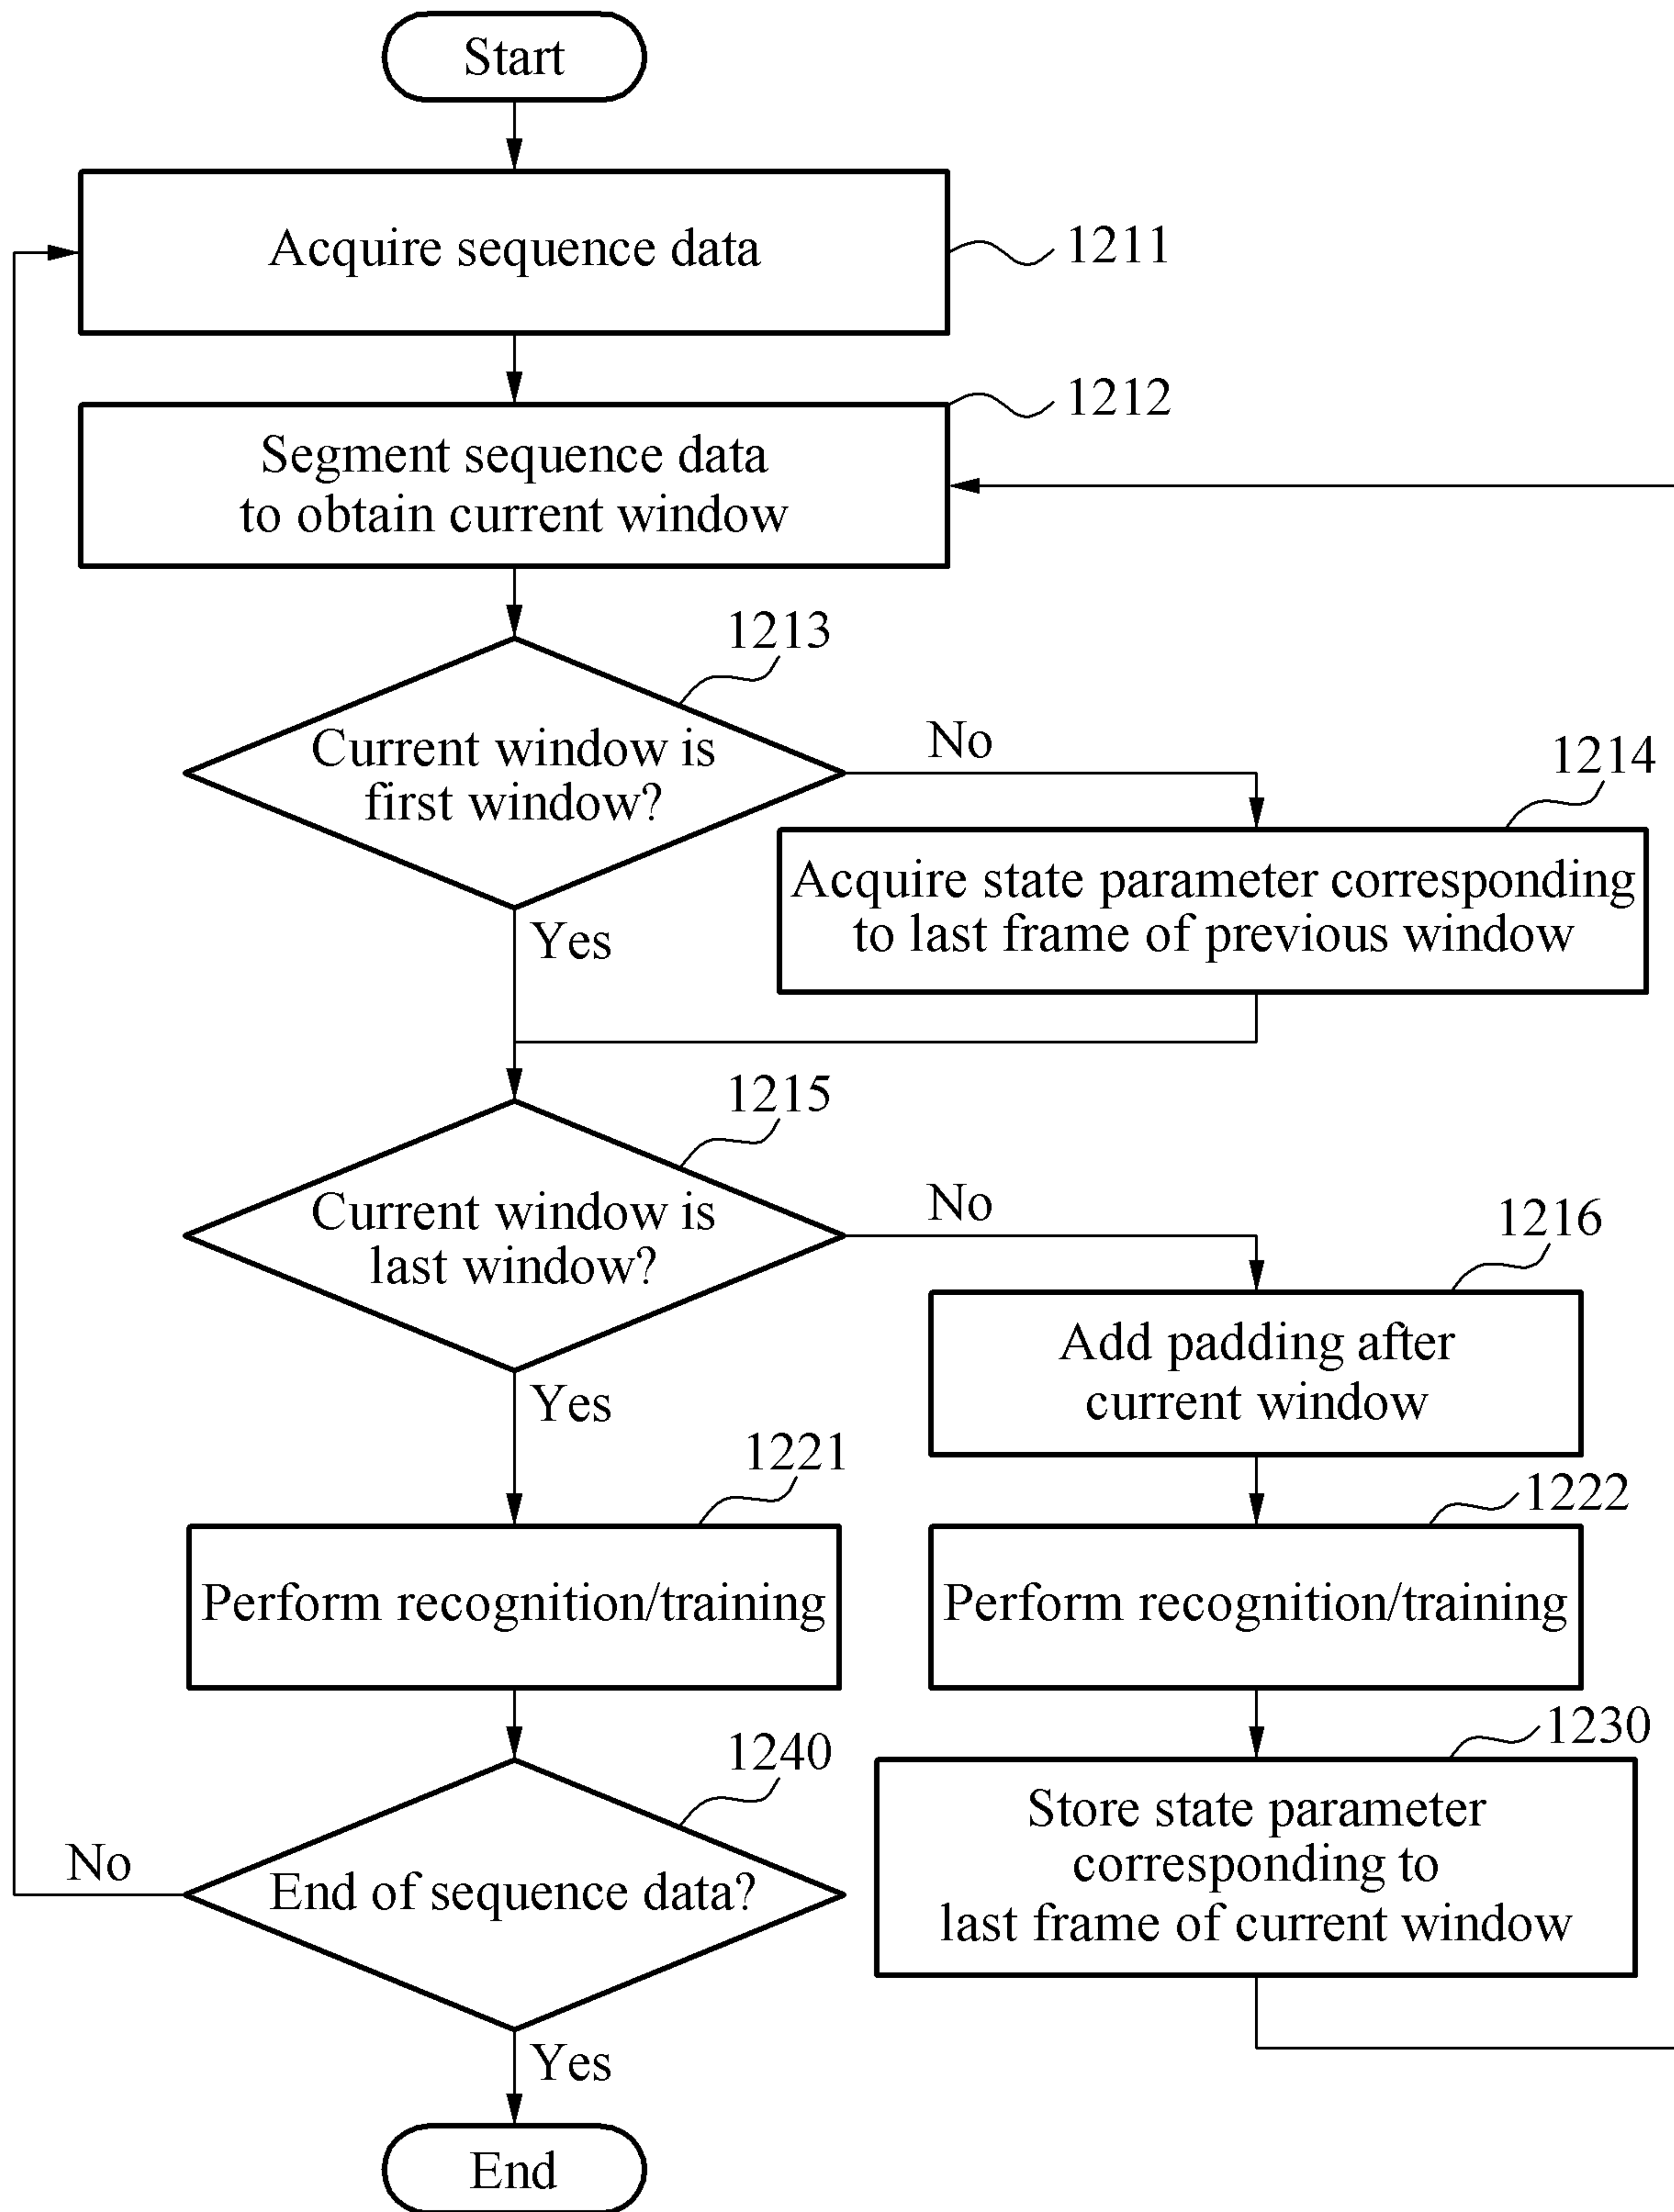 Start
Acquire sequence data
1211
1212
Segment sequence data
to obtain current window
1213
Current window is
first window?
No
1214
Acquire state parameter corresponding
to last frame of previous window
Yes
1215
Current window is
last window?
No
1216
Add padding after
current window
Yes
1221
Perform recognition/training
1222
Perform recognition/training
1230
Store state parameter
corresponding to
last frame of current window
1240
End of sequence data?
No
Yes
End